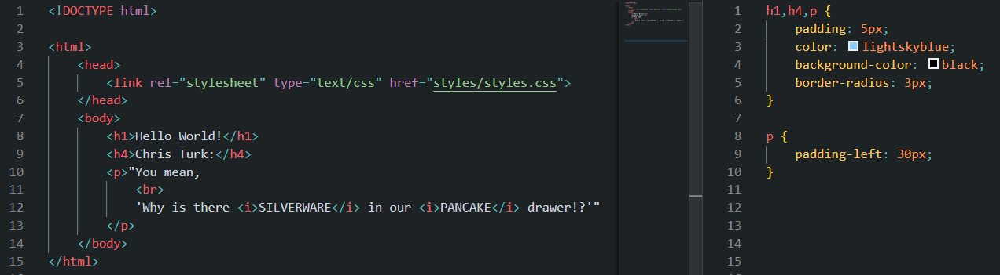 1 <!DOCTYPE html>
2
3 <html>
4 <head>
5 <link rel="stylesheet" type="text/css" href="styles/styles.css">
6 </head>
7 <body>
8 <h1>Hello World!</h1>
9 <h4>Chris Turk:</h4>
10 <p>"You mean,
11 <br>
12 'Why is there <i>SILVERWARE</i> in our <i>PANCAKE</i> drawer!?'"
13 </p>
14 </body>
15 </html>
1 h1,h4,p {
2 padding: 5px;
3 color: lightskyblue;
4 background-color: black;
5 border-radius: 3px;
6 }
7
8 p {
9 padding-left: 30px;
10 }
11
12
13
14
15